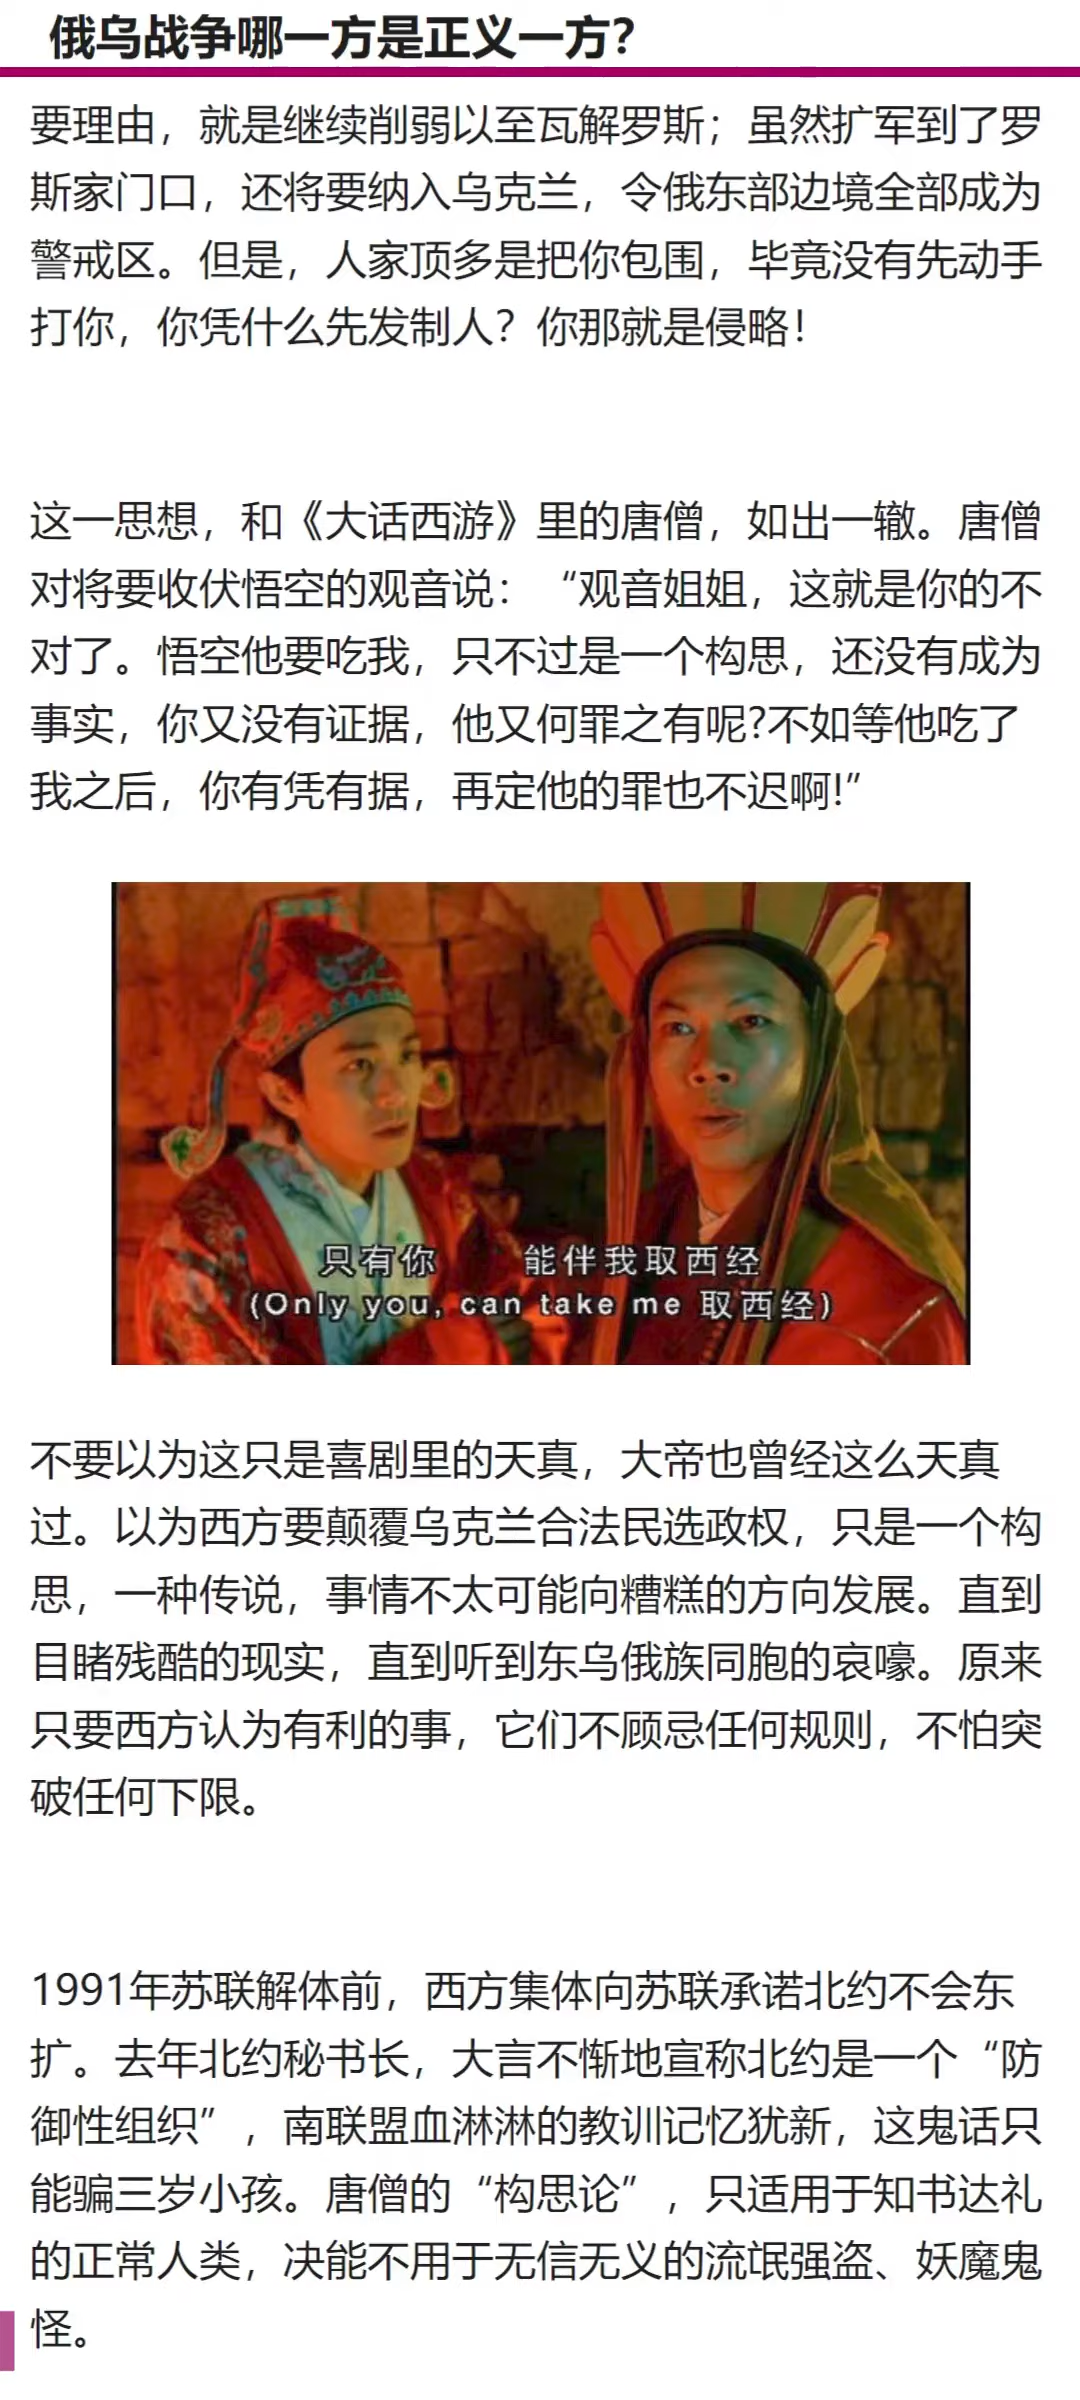 俄乌战争哪一方是正义一方？
要理由，就是继续削弱以至瓦解罗斯；虽然扩军到了罗
斯家门口，还将要纳入乌克兰，令俄东部边境全部成为
警戒区。但是，人家顶多是把你包围，毕竟没有先动手
打你，你凭什么先发制人？你那就是侵略！
这一思想，和《大话西游》里的唐僧，如出一辙。唐僧
对将要收伏悟空的观音说：“观音姐姐，这就是你的不
对了。悟空他要吃我，只不过是一个构思，还没有成为
事实，你又没有证据，他又何罪之有呢?不如等他吃了
我之后，你有凭有据，再定他的罪也不迟啊!”
只有你 能伴我取西经
(Only you, can take me 取西经)
不要以为这只是喜剧里的天真，大帝也曾经这么天真
过。以为西方要颠覆乌克兰合法民选政权，只是一个构
思，一种传说，事情不太可能向糟糕的方向发展。直到
目睹残酷的现实，直到听到东乌俄族同胞的哀嚎。原来
只要西方认为有利的事，它们不顾忌任何规则，不怕突
破任何下限。
1991年苏联解体前，西方集体向苏联承诺北约不会东
扩。去年北约秘书长，大言不惭地宣称北约是一个“防
御性组织”，南联盟血淋淋的教训记忆犹新，这鬼话只
能骗三岁小孩。唐僧的“构思论”，只适用于知书达礼
的正常人类，决能不用于无信无义的流氓强盗、妖魔鬼
怪。